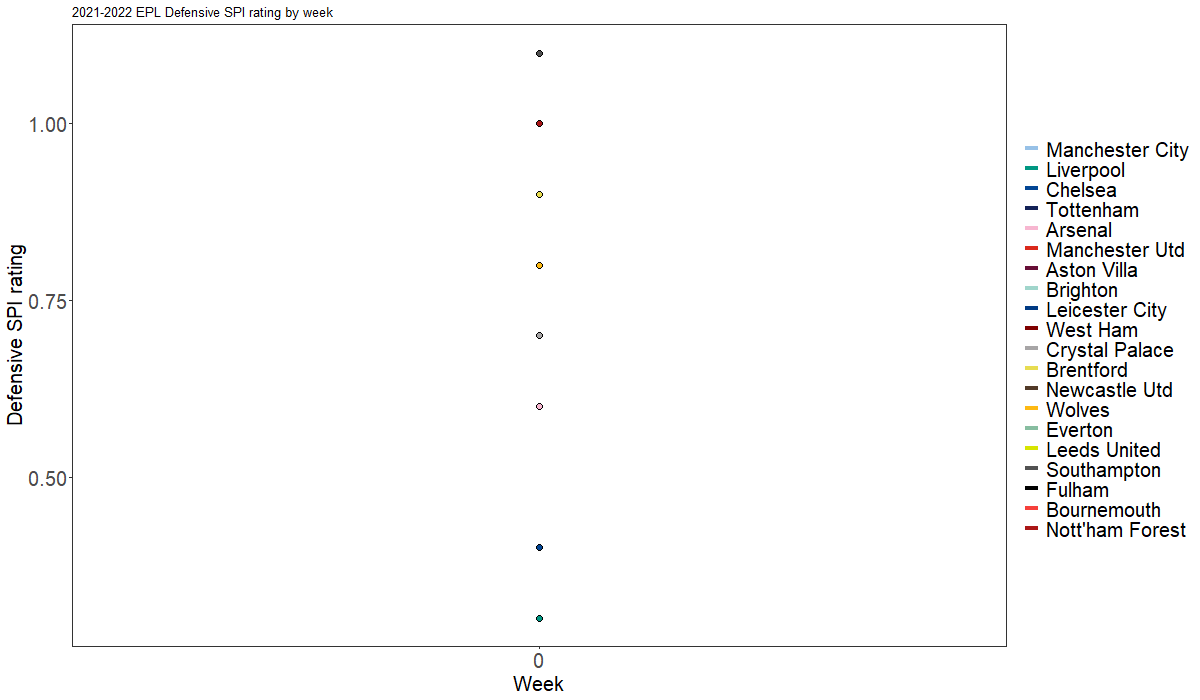 2021-2022 EPL Defensive SPI rating by week
Defensive SPI rating
1.00
0.75
0.50
0
Week
Manchester City
Liverpool
Chelsea
Tottenham
Arsenal
Manchester Utd
Aston Villa
Brighton
Leicester City
West Ham
Crystal Palace
Brentford
Newcastle Utd
Wolves
Everton
Leeds United
Southampton
Fulham
Bournemouth
Nott'ham Forest